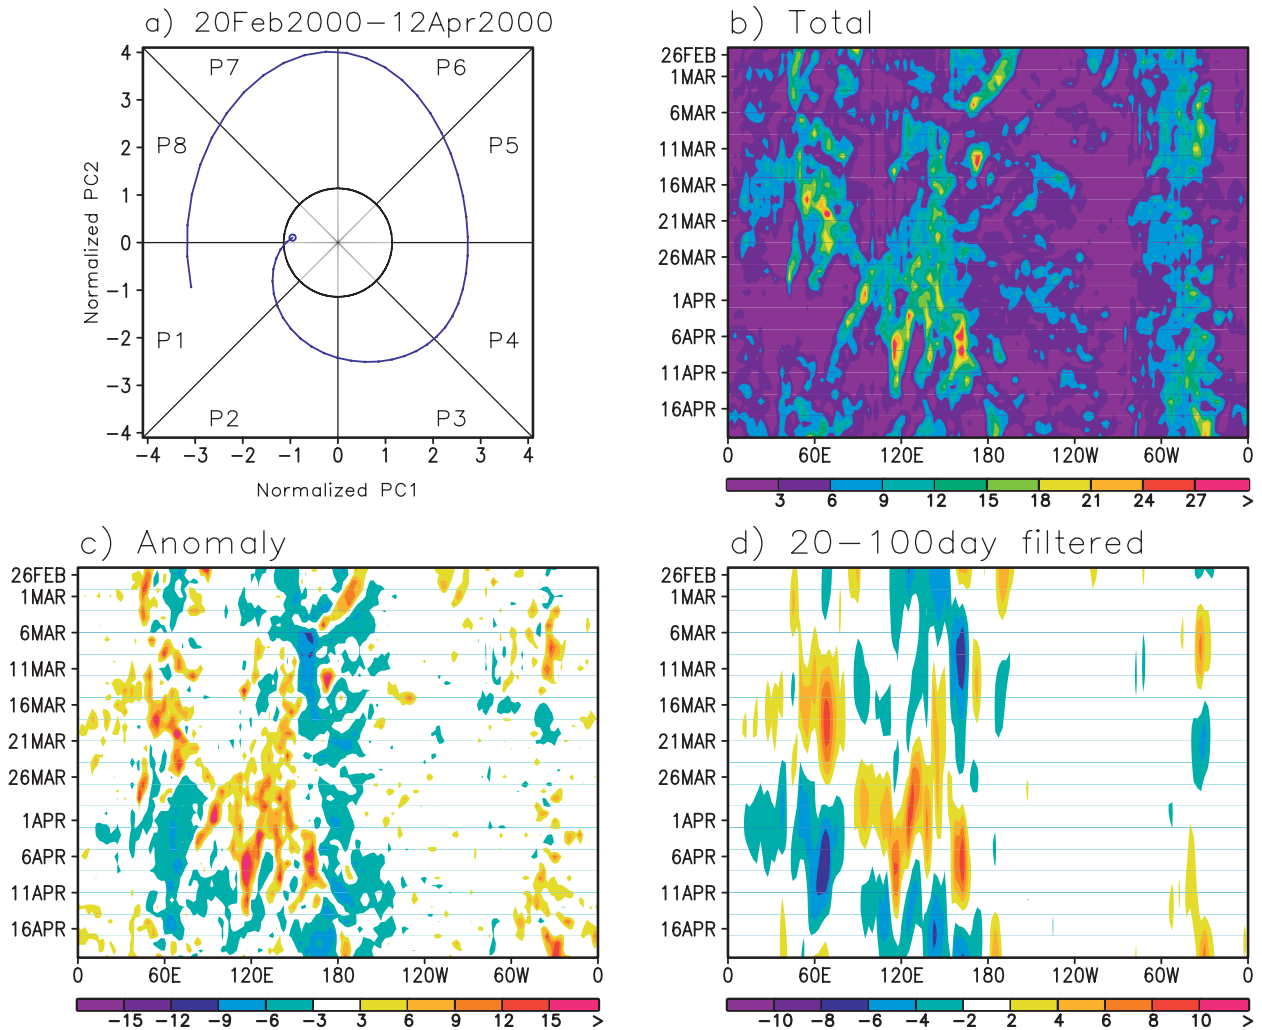 a) 20Feb2000−12Apr2000
4
3
2
1
0
−1
−2
−3
−4
Normalized PC2
P7
P6
P8
P5
P1
P4
P2
P3
−4 −3 −2 −1 0 1 2 3 4
Normalized PC1
b) Total
26FEB
1MAR
6MAR
11MAR
16MAR
21MAR
26MAR
1APR
6APR
11APR
16APR
0 60E 120E 180 120W 60W 0
3 6 9 12 15 18 21 24 27 >
c) Anomaly
26FEB
1MAR
6MAR
11MAR
16MAR
21MAR
26MAR
1APR
6APR
11APR
16APR
0 60E 120E 180 120W 60W 0
−15 −12 −9 −6 −3 3 6 9 12 15 >
d) 20−100day filtered
26FEB
1MAR
6MAR
11MAR
16MAR
21MAR
26MAR
1APR
6APR
11APR
16APR
0 60E 120E 180 120W 60W 0
−10 −8 −6 −4 −2 2 4 6 8 10 >